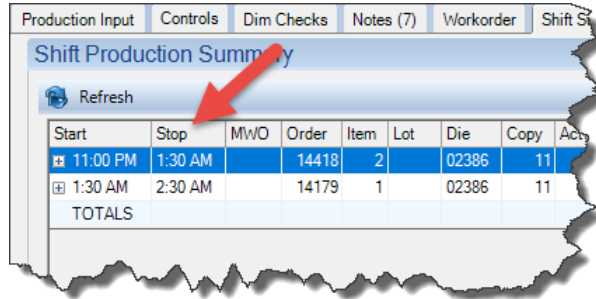 Production Input Controls Dim Checks Notes (7) Workorder Shift
Shift Production Summary
Refresh
Start Stop MWO Order Item Lot Die Copy
11:00 PM 1:30 AM 14418 2 02386 11
1:30 AM 2:30 AM 14179 1 02386 11
TOTALS